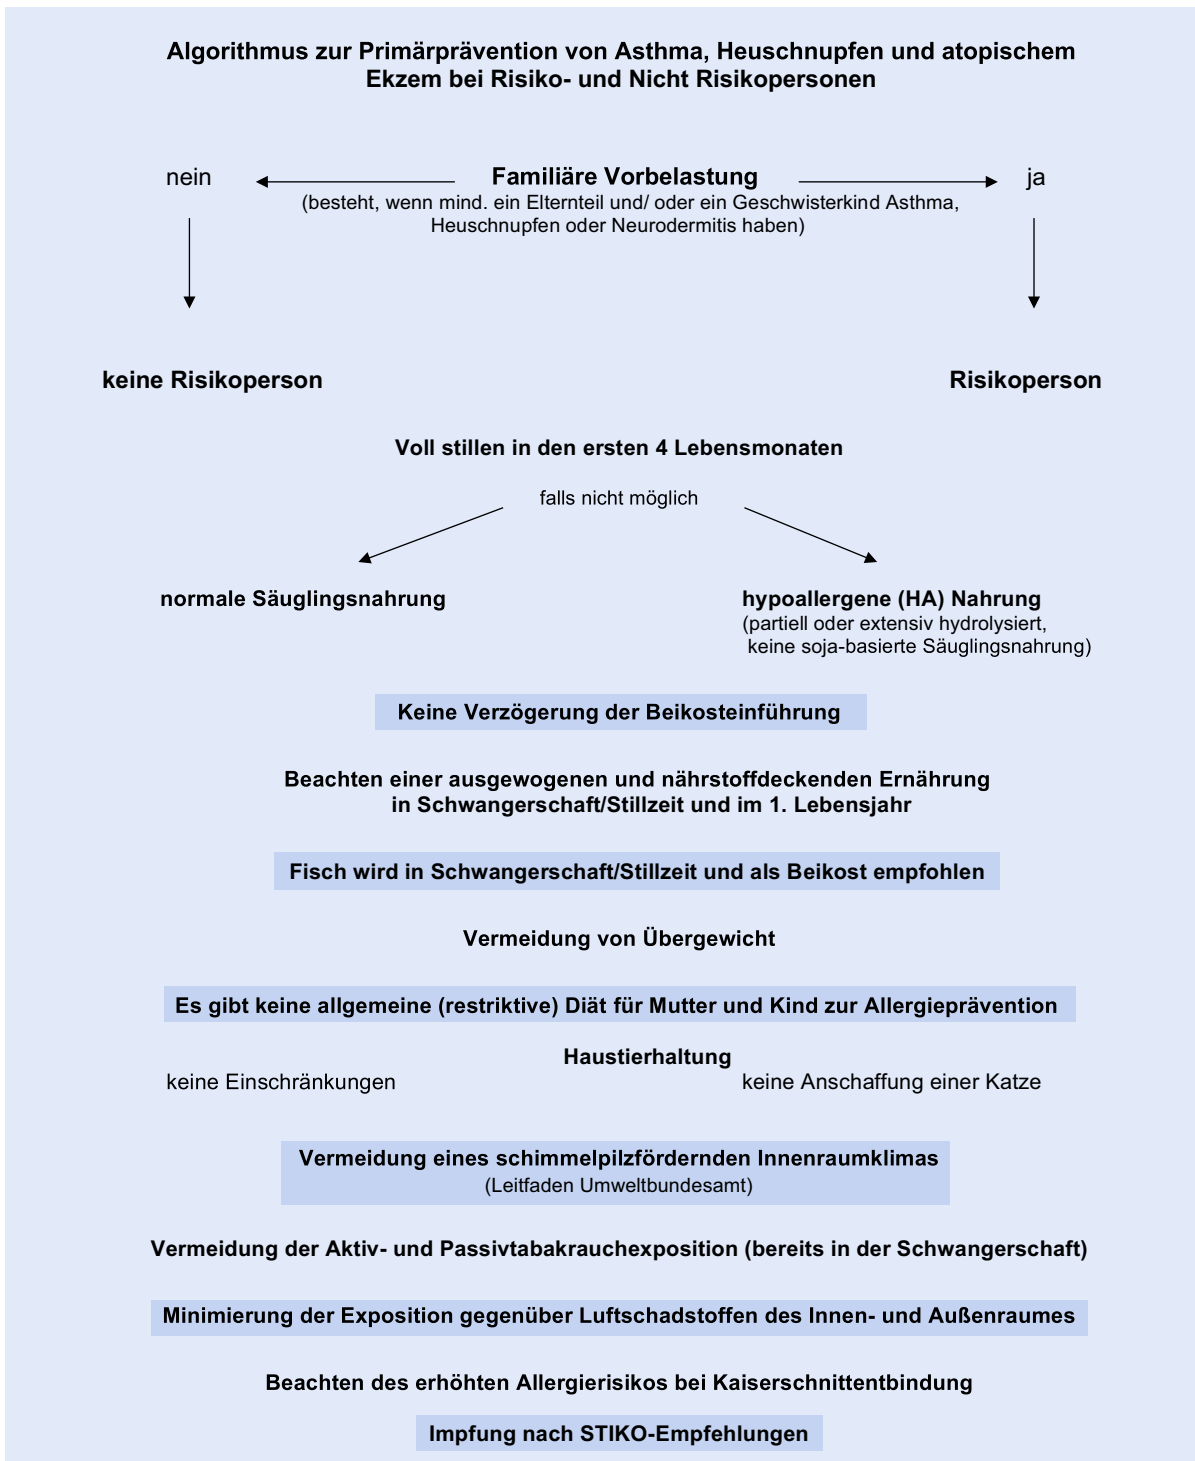 Algorithmus zur Primärprävention von Asthma, Heuschnupfen und atopischem
Ekzem bei Risiko- und Nicht Risikopersonen
nein
Familiäre Vorbelastung
ja
(besteht, wenn mind. ein Elternteil und/ oder ein Geschwisterkind Asthma,
Heuschnupfen oder Neurodermitis haben)
keine Risikoperson
Risikoperson
Voll stillen in den ersten 4 Lebensmonaten
falls nicht möglich
normale Säuglingsnahrung
hypoallergene (HA) Nahrung
(partiell oder extensiv hydrolysiert,
keine soja-basierte Säuglingsnahrung)
Keine Verzögerung der Beikosteinführung
Beachten einer ausgewogenen und nährstoffdeckenden Ernährung
in Schwangerschaft/Stillzeit und im 1. Lebensjahr
Fisch wird in Schwangerschaft/Stillzeit und als Beikost empfohlen
Vermeidung von Übergewicht
Es gibt keine allgemeine (restriktive) Diät für Mutter und Kind zur Allergieprävention
Haustierhaltung
keine Einschränkungen
keine Anschaffung einer Katze
Vermeidung eines schimmelpilzfördernden Innenraumklimas
(Leitfaden Umweltbundesamt)
Vermeidung der Aktiv- und Passivtabakrauchexposition (bereits in der Schwangerschaft)
Minimierung der Exposition gegenüber Luftschadstoffen des Innen- und Außenraumes
Beachten des erhöhten Allergierisikos bei Kaiserschnittentbindung
Impfung nach STIKO-Empfehlungen